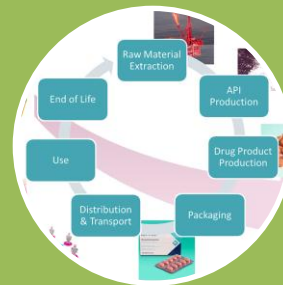 Raw Material
Extraction
API
Production
Drug Product
Production
Packaging
Distribution
& Transport
Use
End of Life